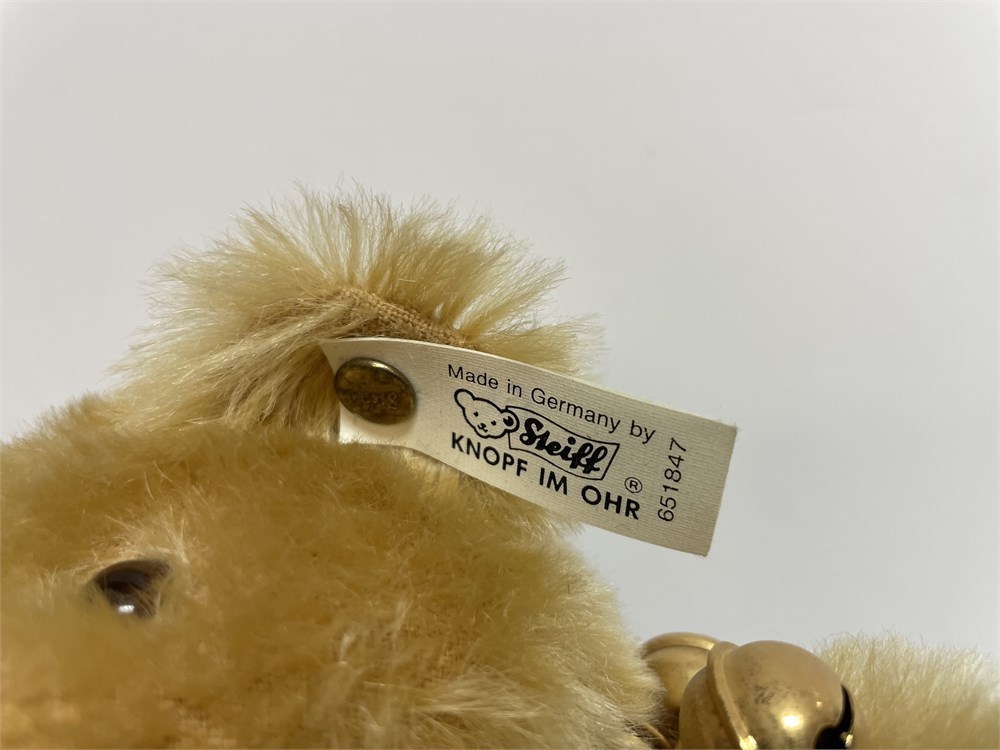 Made in Germany by
Steiff
KNOPF IM OHR
®
651847